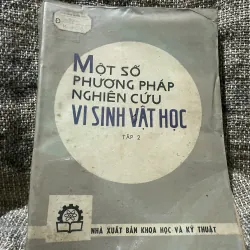 MỘT SỐ
PHƯƠNG PHÁP
NGHIÊN CỨU
VI SINH VẬT HỌC
TẬP 2
NHÀ XUẤT BẢN KHOA HỌC VÀ KỸ THUẬT